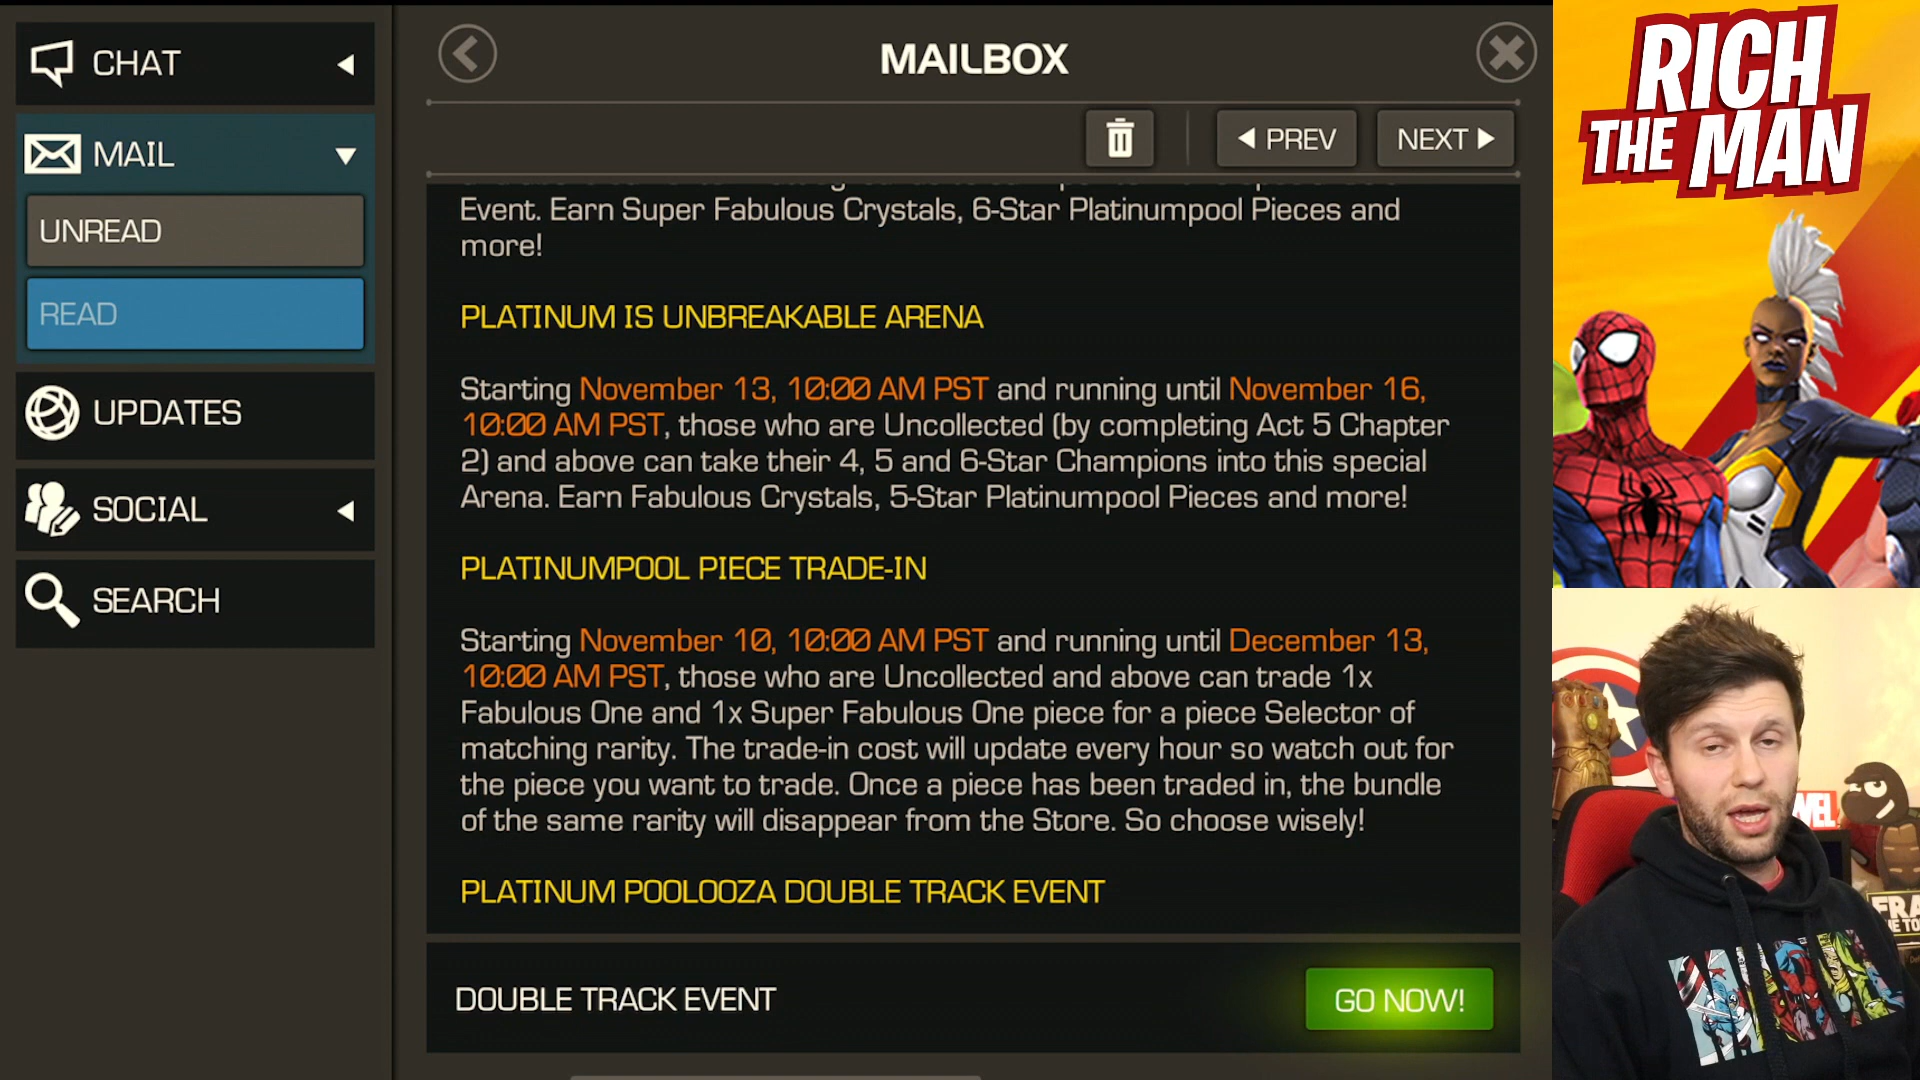 CHAT
MAIL
UNREAD
READ
UPDATES
SOCIAL
SEARCH
MAILBOX
PREV
NEXT
Event. Earn Super Fabulous Crystals, 6-Star Platinumpool Pieces and
more!
PLATINUM IS UNBREAKABLE ARENA
Starting November 13, 10:00 AM PST and running until November 16,
10:00 AM PST, those who are Uncollected (by completing Act 5 Chapter
2) and above can take their 4, 5 and 6-Star Champions into this special
Arena. Earn Fabulous Crystals, 5-Star Platinumpool Pieces and more!
PLATINUMPOOL PIECE TRADE-IN
Starting November 10, 10:00 AM PST and running until December 13,
10:00 AM PST, those who are Uncollected and above can trade 1x
Fabulous One and 1x Super Fabulous One piece for a piece Selector of
matching rarity. The trade-in cost will update every hour so watch out for
the piece you want to trade. Once a piece has been traded in, the bundle
of the same rarity will disappear from the Store. So choose wisely!
PLATINUM POOLOOZA DOUBLE TRACK EVENT
DOUBLE TRACK EVENT
GO NOW!
RICH
THE MAN
VEL
FRA